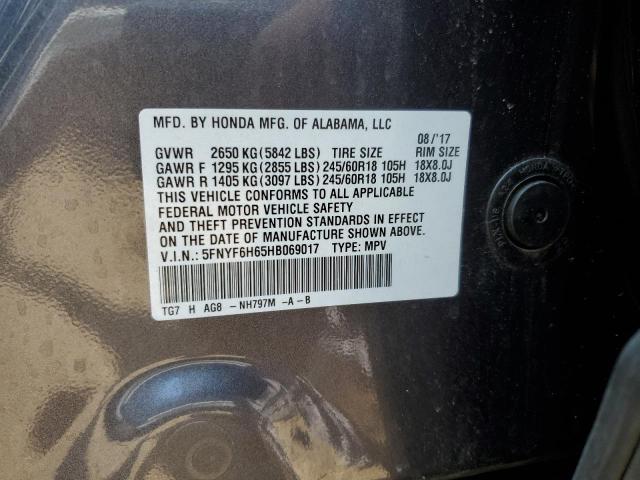 MFD. BY HONDA MFG. OF ALABAMA, LLC
08/'17
GVWR 2650 KG (5842 LBS) TIRE SIZE RIM SIZE
GAWR F 1295 KG (2855 LBS) 245/60R18 105H 18X8.0J
GAWR R 1405 KG (3097 LBS) 245/60R18 105H 18X8.0J
THIS VEHICLE CONFORMS TO ALL APPLICABLE
FEDERAL MOTOR VEHICLE SAFETY
AND THEFT PREVENTION STANDARDS IN EFFECT
ON THE DATE OF MANUFACTURE SHOWN ABOVE.
V.I.N.: 5FNYF6H65HB069017 TYPE: MPV
TG7 H AG8 - NH797M -A-B